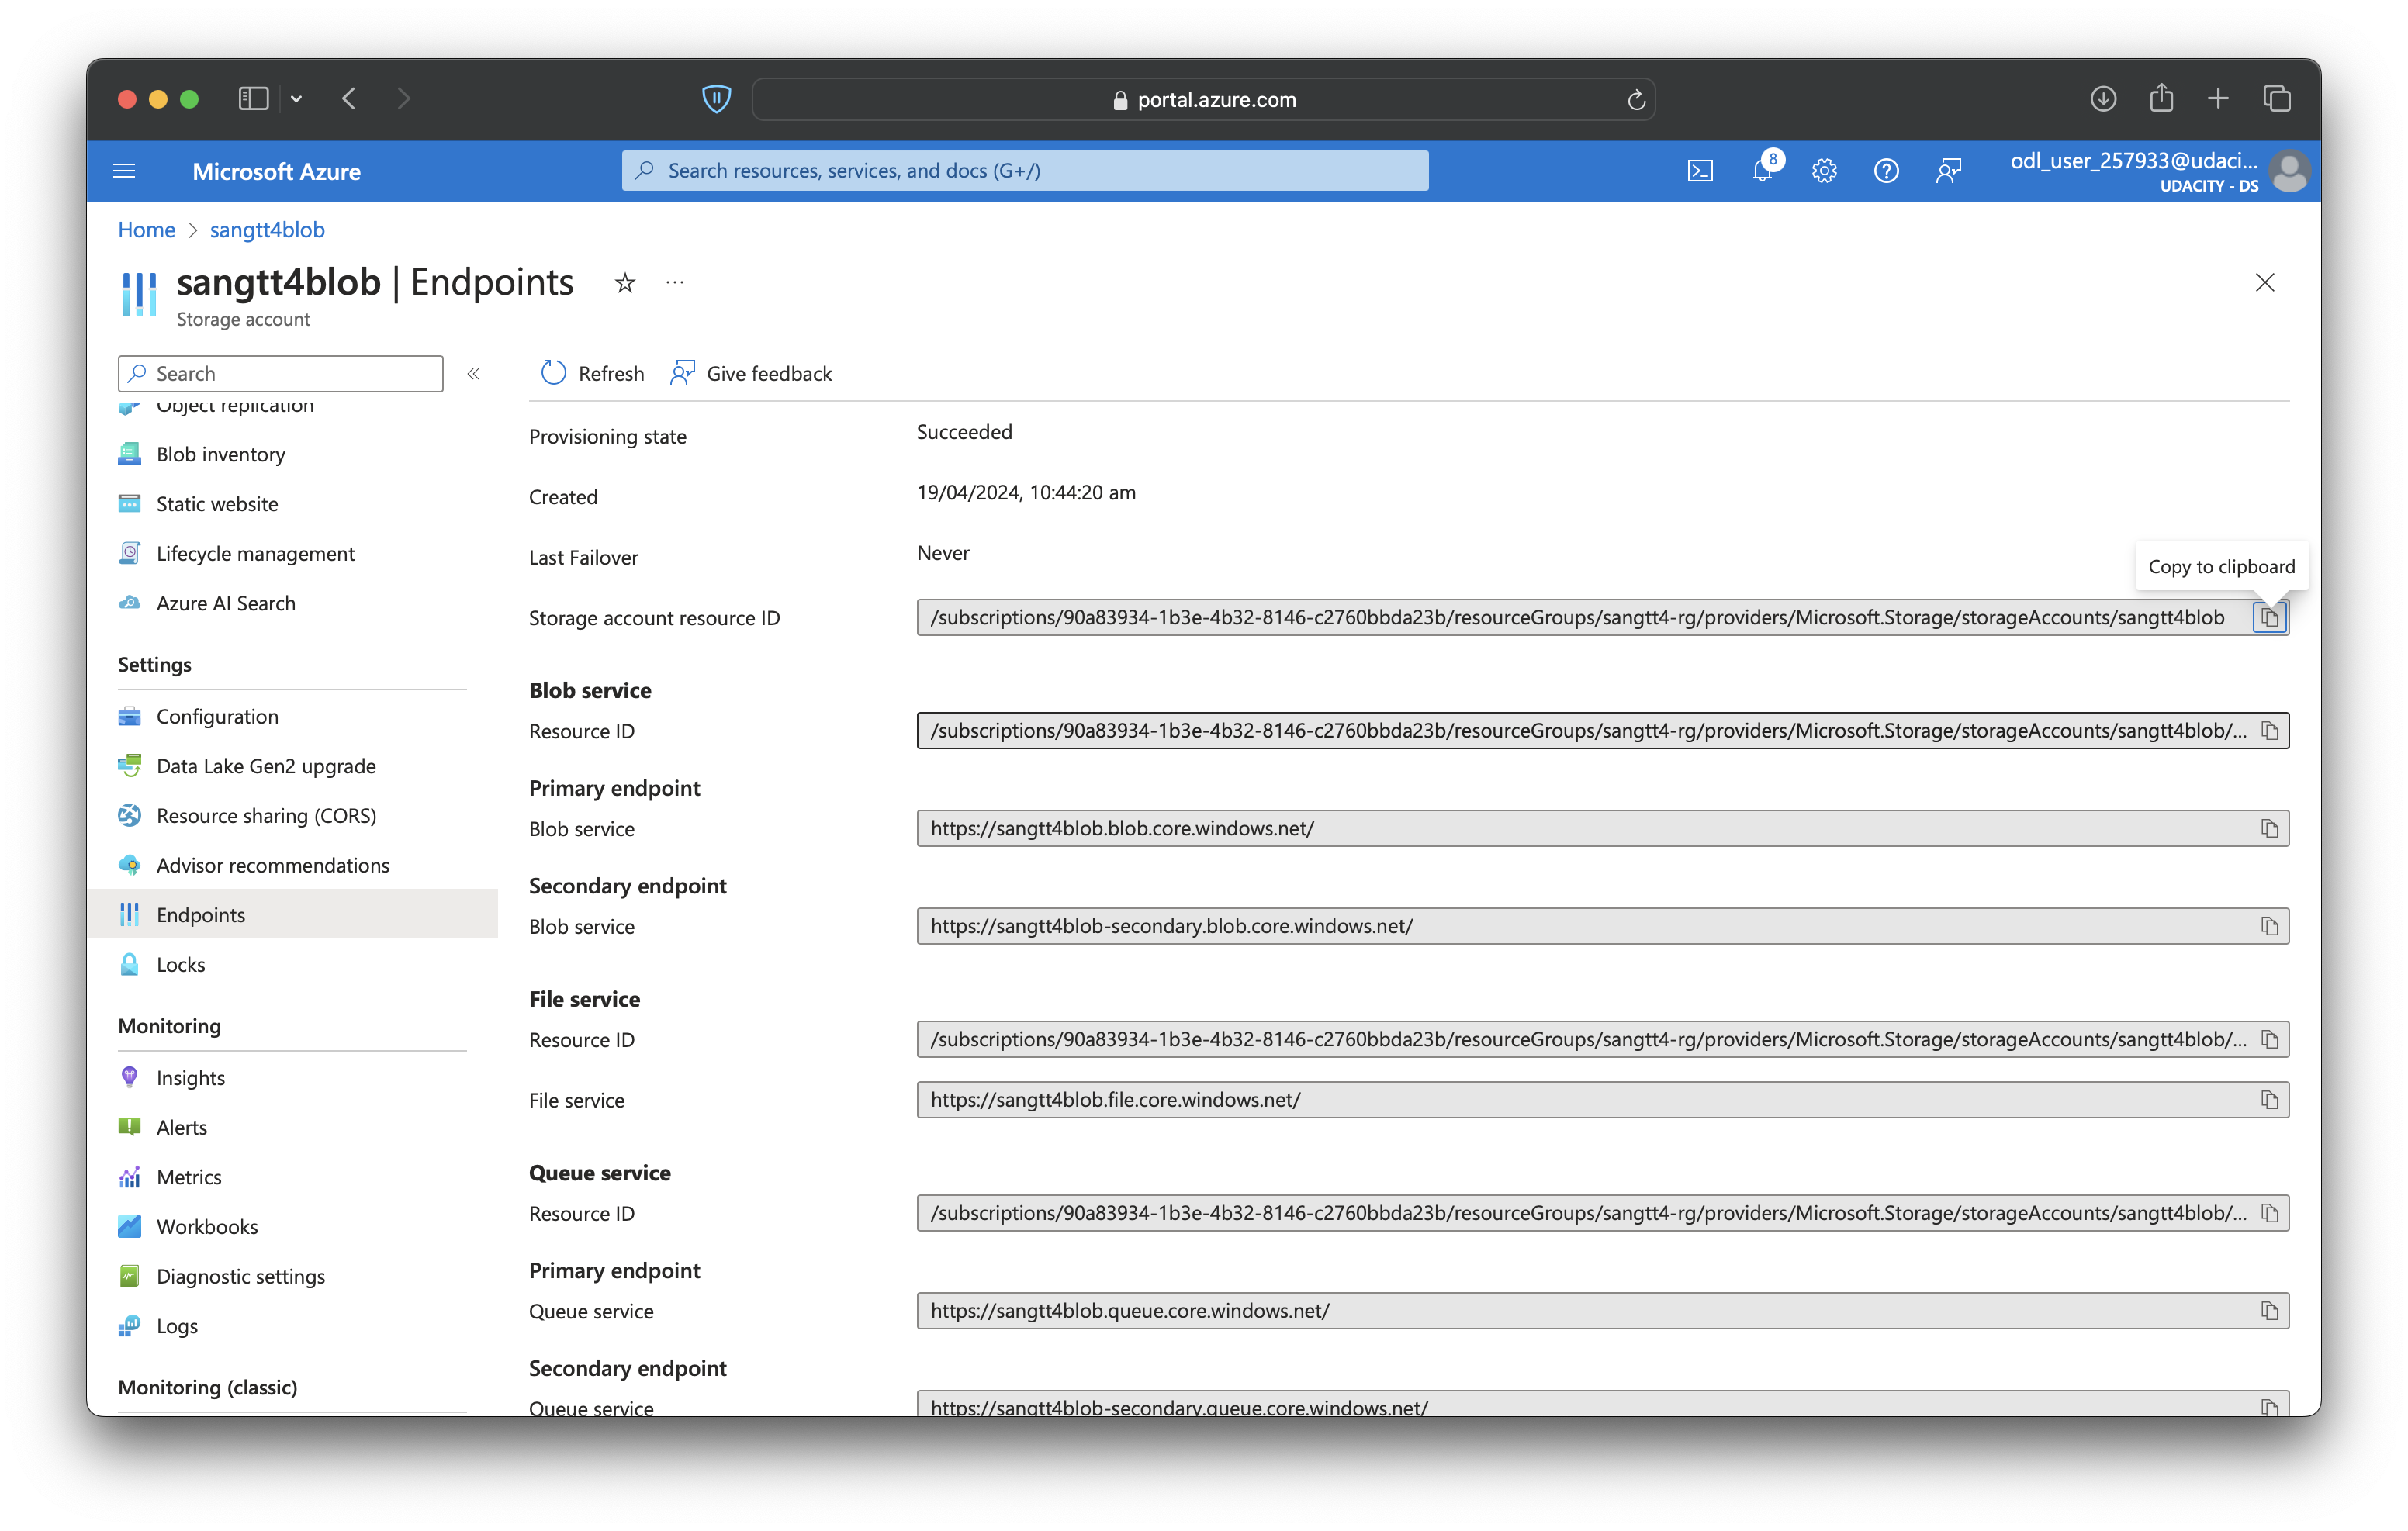 portal.azure.com
Microsoft Azure
Search resources, services, and docs (G+/)
8
odl_user_257933@udaci...
UDACITY - DS
Home > sangtt4blob
sangtt4blob | Endpoints
Storage account
Search
Refresh
Give feedback
Object replication
Blob inventory
Static website
Lifecycle management
Azure AI Search
Settings
Configuration
Data Lake Gen2 upgrade
Resource sharing (CORS)
Advisor recommendations
Endpoints
Locks
Monitoring
Insights
Alerts
Metrics
Workbooks
Diagnostic settings
Logs
Monitoring (classic)
Provisioning state
Succeeded
Created
19/04/2024, 10:44:20 am
Last Failover
Never
Copy to clipboard
Storage account resource ID
/subscriptions/90a83934-1b3e-4b32-8146-c2760bbda23b/resourceGroups/sangtt4-rg/providers/Microsoft.Storage/storageAccounts/sangtt4blob
Blob service
Resource ID
/subscriptions/90a83934-1b3e-4b32-8146-c2760bbda23b/resourceGroups/sangtt4-rg/providers/Microsoft.Storage/storageAccounts/sangtt4blob/...
Primary endpoint
Blob service
https://sangtt4blob.blob.core.windows.net/
Secondary endpoint
Blob service
https://sangtt4blob-secondary.blob.core.windows.net/
File service
Resource ID
/subscriptions/90a83934-1b3e-4b32-8146-c2760bbda23b/resourceGroups/sangtt4-rg/providers/Microsoft.Storage/storageAccounts/sangtt4blob/...
File service
https://sangtt4blob.file.core.windows.net/
Queue service
Resource ID
/subscriptions/90a83934-1b3e-4b32-8146-c2760bbda23b/resourceGroups/sangtt4-rg/providers/Microsoft.Storage/storageAccounts/sangtt4blob/...
Primary endpoint
Queue service
https://sangtt4blob.queue.core.windows.net/
Secondary endpoint
Queue service
https://sangtt4blob-secondary.queue.core.windows.net/